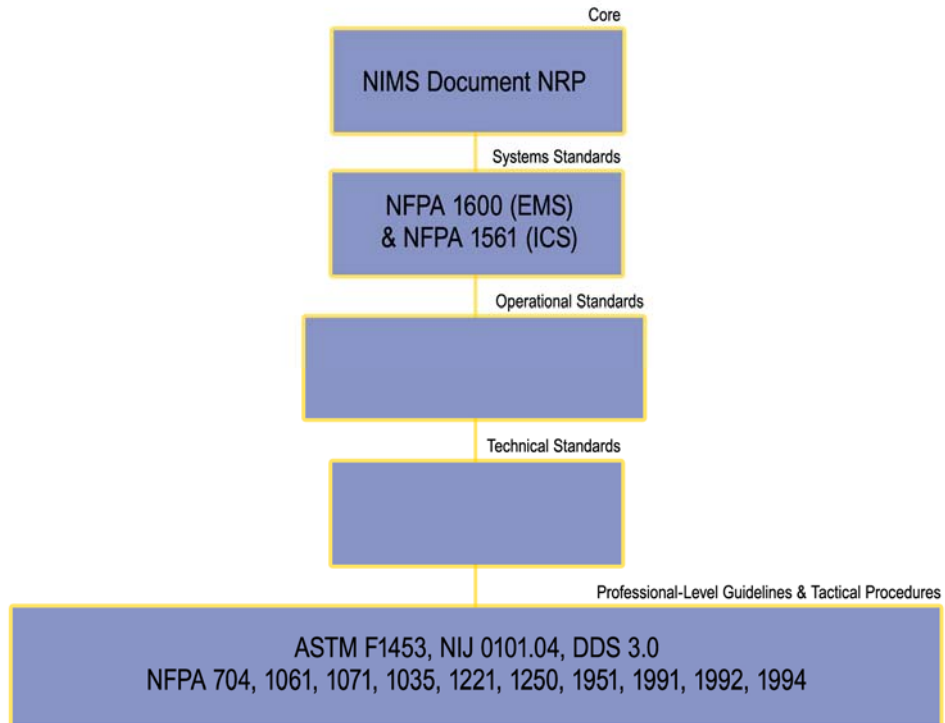 Core
NIMS Document NRP
Systems Standards
NFPA 1600 (EMS)
& NFPA 1561 (ICS)
Operational Standards
Technical Standards
Professional-Level Guidelines & Tactical Procedures
ASTM F1453, NIJ 0101.04, DDS 3.0
NFPA 704, 1061, 1071, 1035, 1221, 1250, 1951, 1991, 1992, 1994